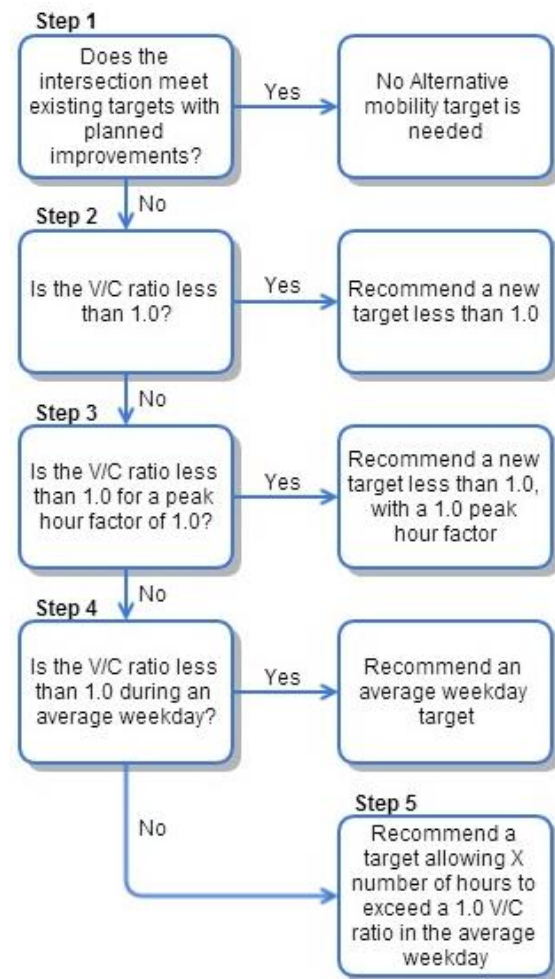 Step 1
Does the
intersection meet
existing targets with
planned
improvements?
Yes
No Alternative
mobility target is
needed
No
Step 2
Is the V/C ratio less
than 1.0?
Yes
Recommend a new
target less than 1.0
No
Step 3
Is the V/C ratio less
than 1.0 for a peak
hour factor of 1.0?
Yes
Recommend a new
target less than 1.0,
with a 1.0 peak
hour factor
No
Step 4
Is the V/C ratio less
than 1.0 during an
average weekday?
Yes
Recommend an
average weekday
target
No
Step 5
Recommend a
target allowing X
number of hours to
exceed a 1.0 V/C
ratio in the average
weekday